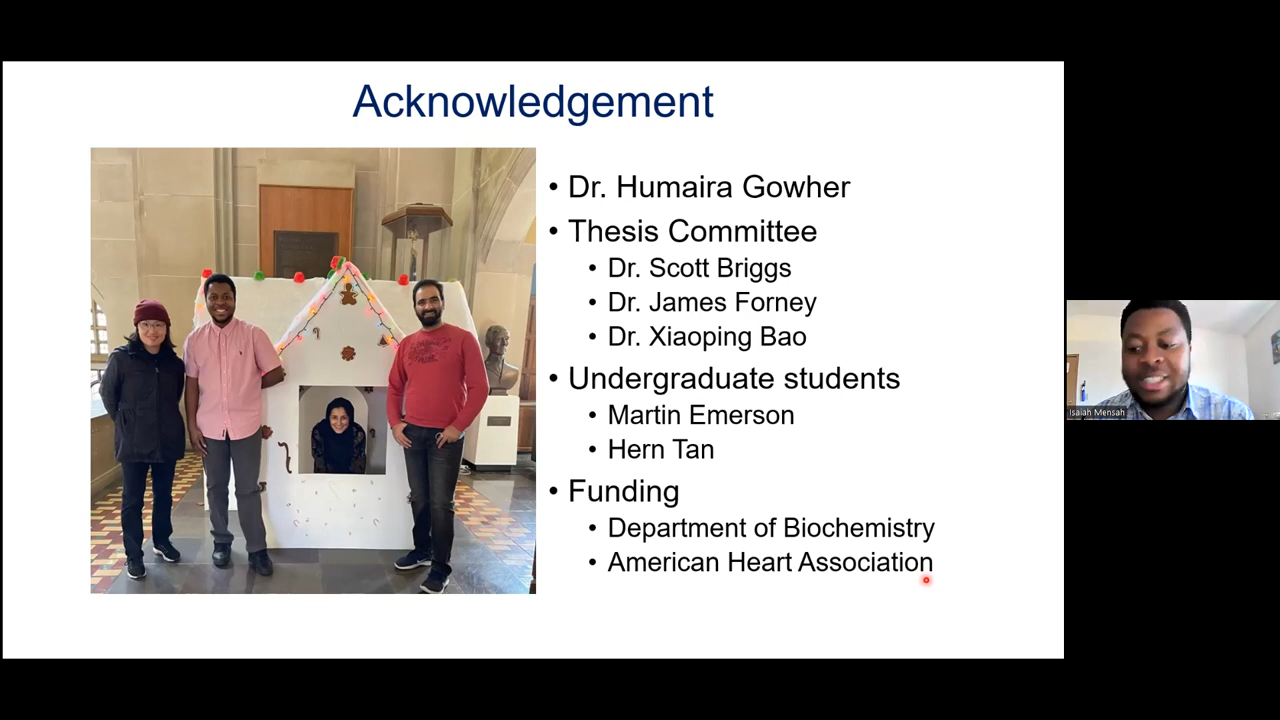 Acknowledgement
• Dr. Humaira Gowher
• Thesis Committee
• Dr. Scott Briggs
• Dr. James Forney
• Dr. Xiaoping Bao
• Undergraduate students
• Martin Emerson
• Hern Tan
• Funding
• Department of Biochemistry
• American Heart Association
Isaiah Mensah